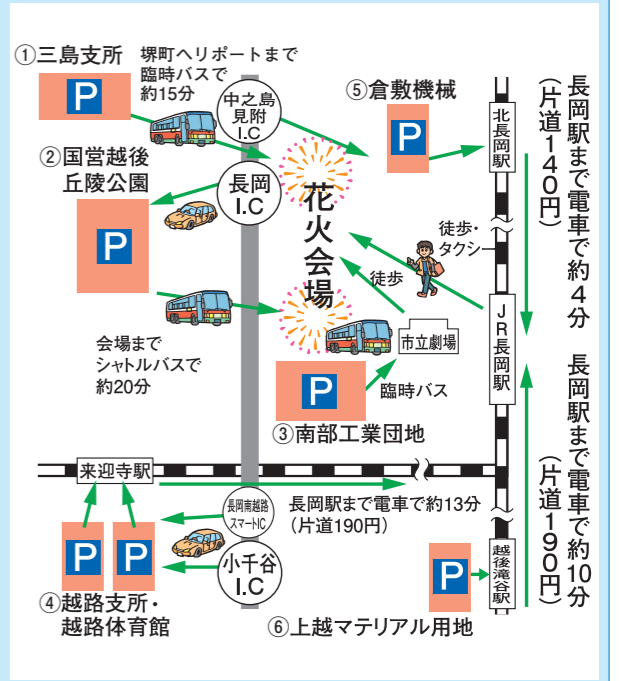 ①三島支所
堺町ヘリポートまで
臨時バスで
約15分
P
中之島
見附
I.C
⑤倉敷機械
P
北長岡駅
長岡駅まで電車で約4分
(片道140円)
②国営越後
丘陵公園
P
長岡
I.C
花火会場
徒歩・
タクシー
徒歩
会場まで
シャトルバスで
約20分
市立劇場
JR長岡駅
P
臨時バス
③南部工業団地
長岡駅まで電車で約10分
(片道190円)
来迎寺駅
長岡南越路
スマートIC
長岡駅まで電車で約13分
(片道190円)
P
P
小千谷
I.C
④越路支所・
越路体育館
P
越後滝谷駅
⑥上越マテリアル用地